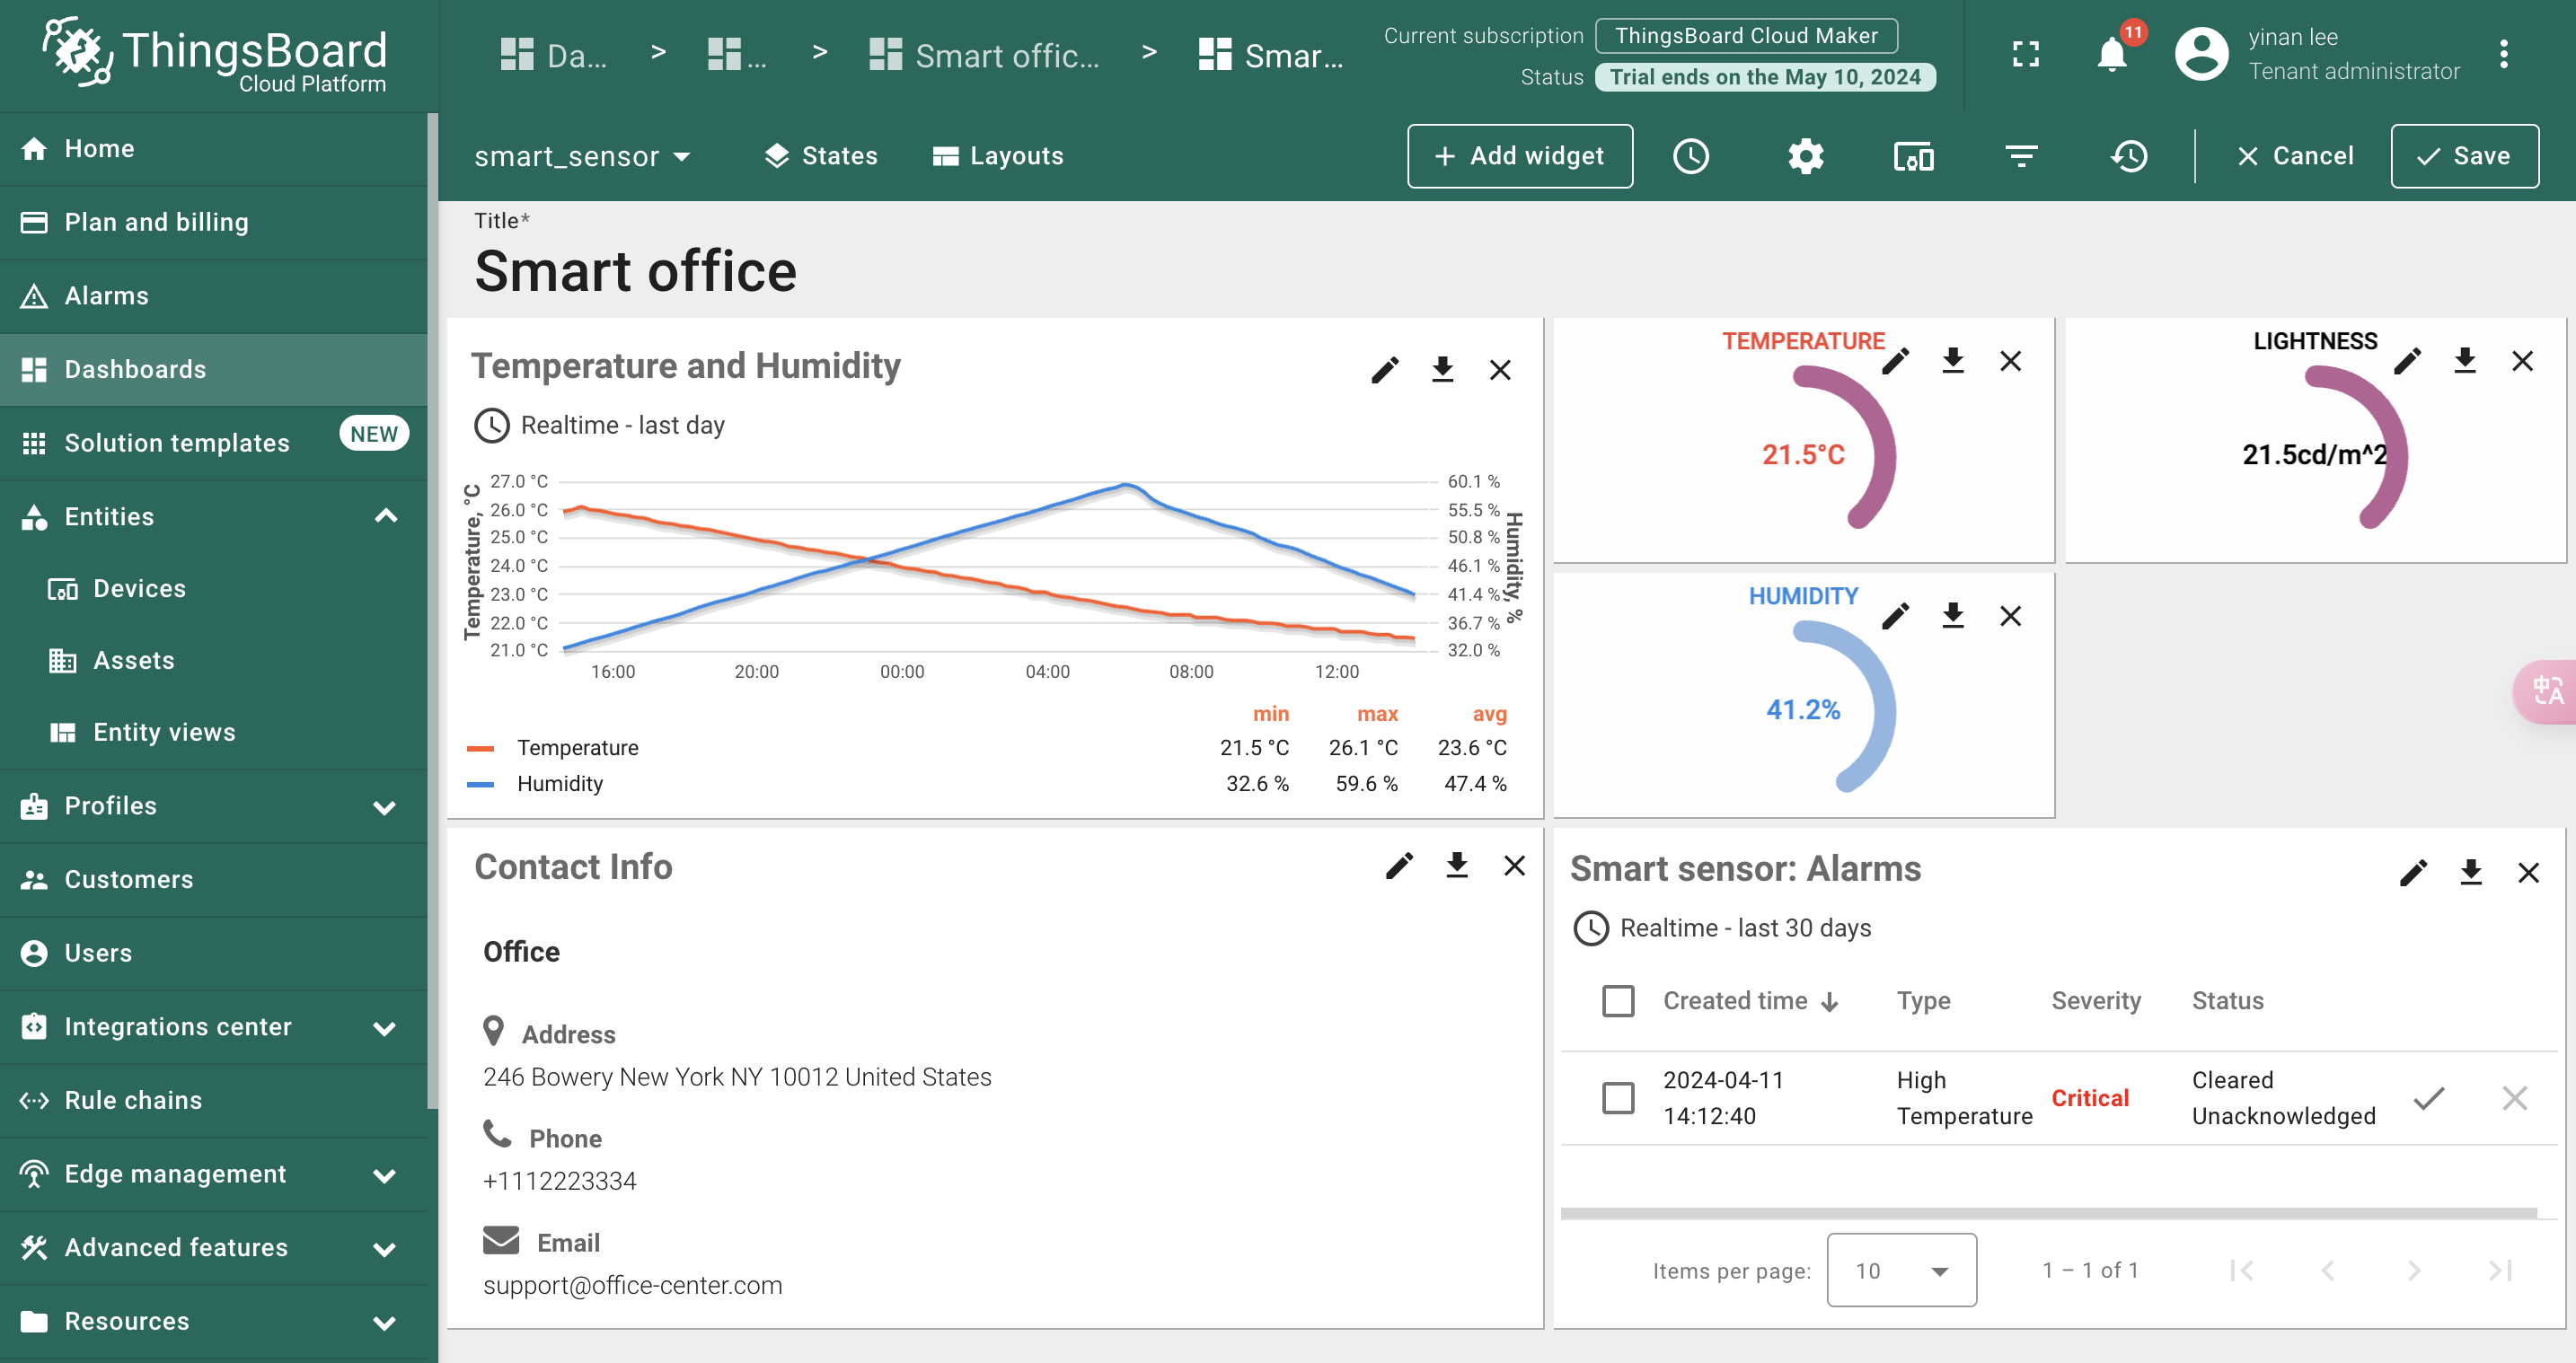 ThingsBoard
Cloud Platform
Da...
>
...
>
Smart offic...
>
Smar...
Current subscription
ThingsBoard Cloud Maker
Status
Trial ends on the May 10, 2024
11
yinan lee
Tenant administrator
Home
Plan and billing
Alarms
Dashboards
Solution templates
NEW
Entities
Devices
Assets
Entity views
Profiles
Customers
Users
Integrations center
Rule chains
Edge management
Advanced features
Resources
smart_sensor
States
Layouts
+ Add widget
Cancel
Save
Title*
Smart office
Temperature and Humidity
Realtime - last day
Temperature, °C
27.0 °C
26.0 °C
25.0 °C
24.0 °C
23.0 °C
22.0 °C
21.0 °C
60.1 %
55.5 %
50.8 %
46.1 %
41.4 %
36.7 %
32.0 %
Humidity, %
16:00 20:00 00:00 04:00 08:00 12:00
min max avg
Temperature 21.5 °C 26.1 °C 23.6 °C
Humidity 32.6 % 59.6 % 47.4 %
TEMPERATURE
21.5°C
LIGHTNESS
21.5cd/m^2
HUMIDITY
41.2%
中A
Contact Info
Office
Address
246 Bowery New York NY 10012 United States
Phone
+1112223334
Email
support@office-center.com
Smart sensor: Alarms
Realtime - last 30 days
Created time Type Severity Status
2024-04-11
14:12:40
High
Temperature
Critical
Cleared
Unacknowledged
Items per page: 10 1 – 1 of 1